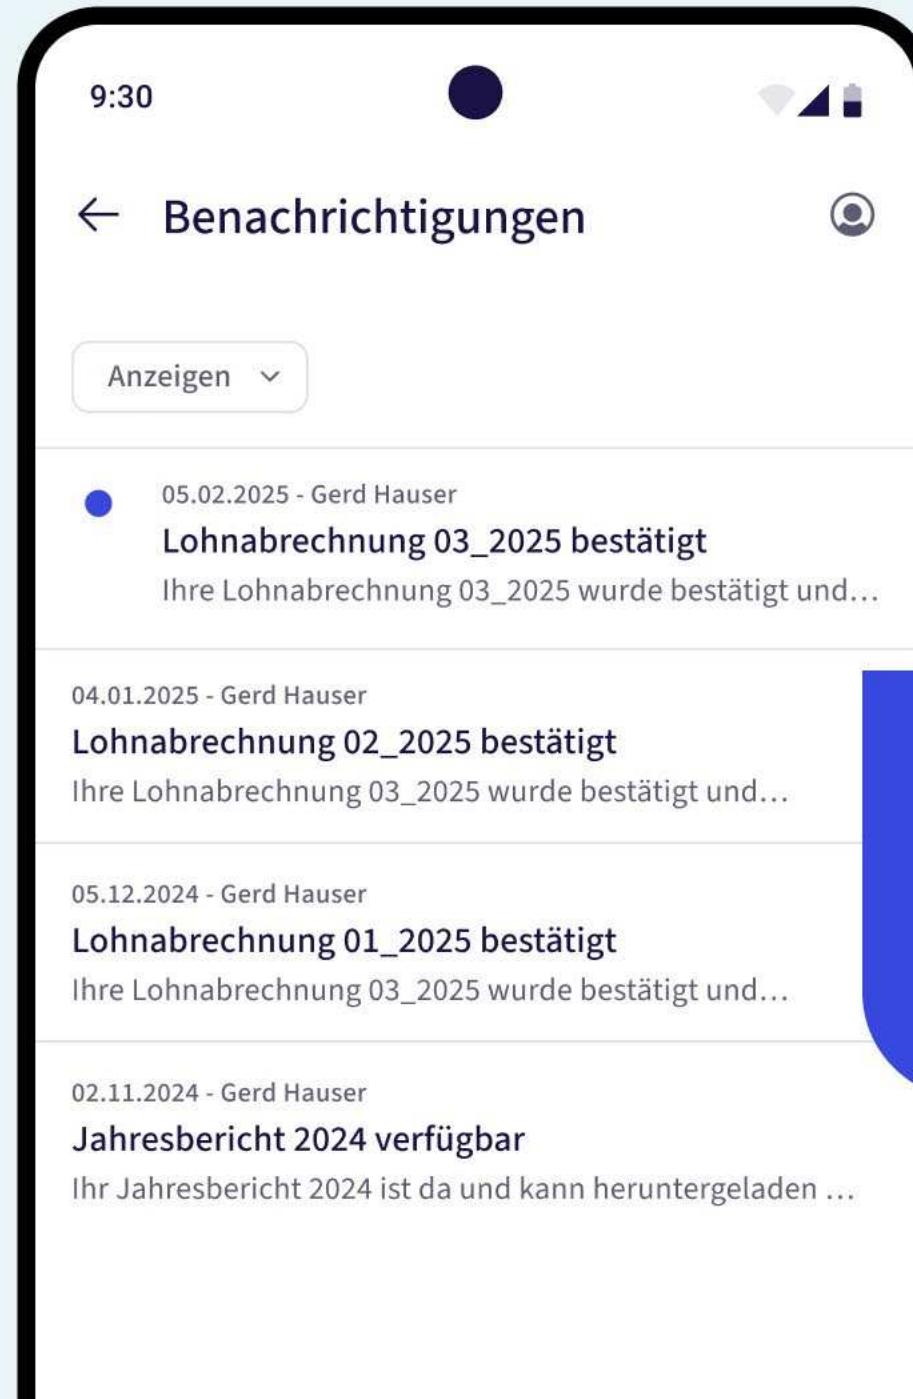 9:30
Benachrichtigungen
Anzeigen
05.02.2025 - Gerd Hauser
Lohnabrechnung 03_2025 bestätigt
Ihre Lohnabrechnung 03_2025 wurde bestätigt und...
04.01.2025 - Gerd Hauser
Lohnabrechnung 02_2025 bestätigt
Ihre Lohnabrechnung 03_2025 wurde bestätigt und...
05.12.2024 - Gerd Hauser
Lohnabrechnung 01_2025 bestätigt
Ihre Lohnabrechnung 03_2025 wurde bestätigt und...
02.11.2024 - Gerd Hauser
Jahresbericht 2024 verfügbar
Ihr Jahresbericht 2024 ist da und kann heruntergeladen ...